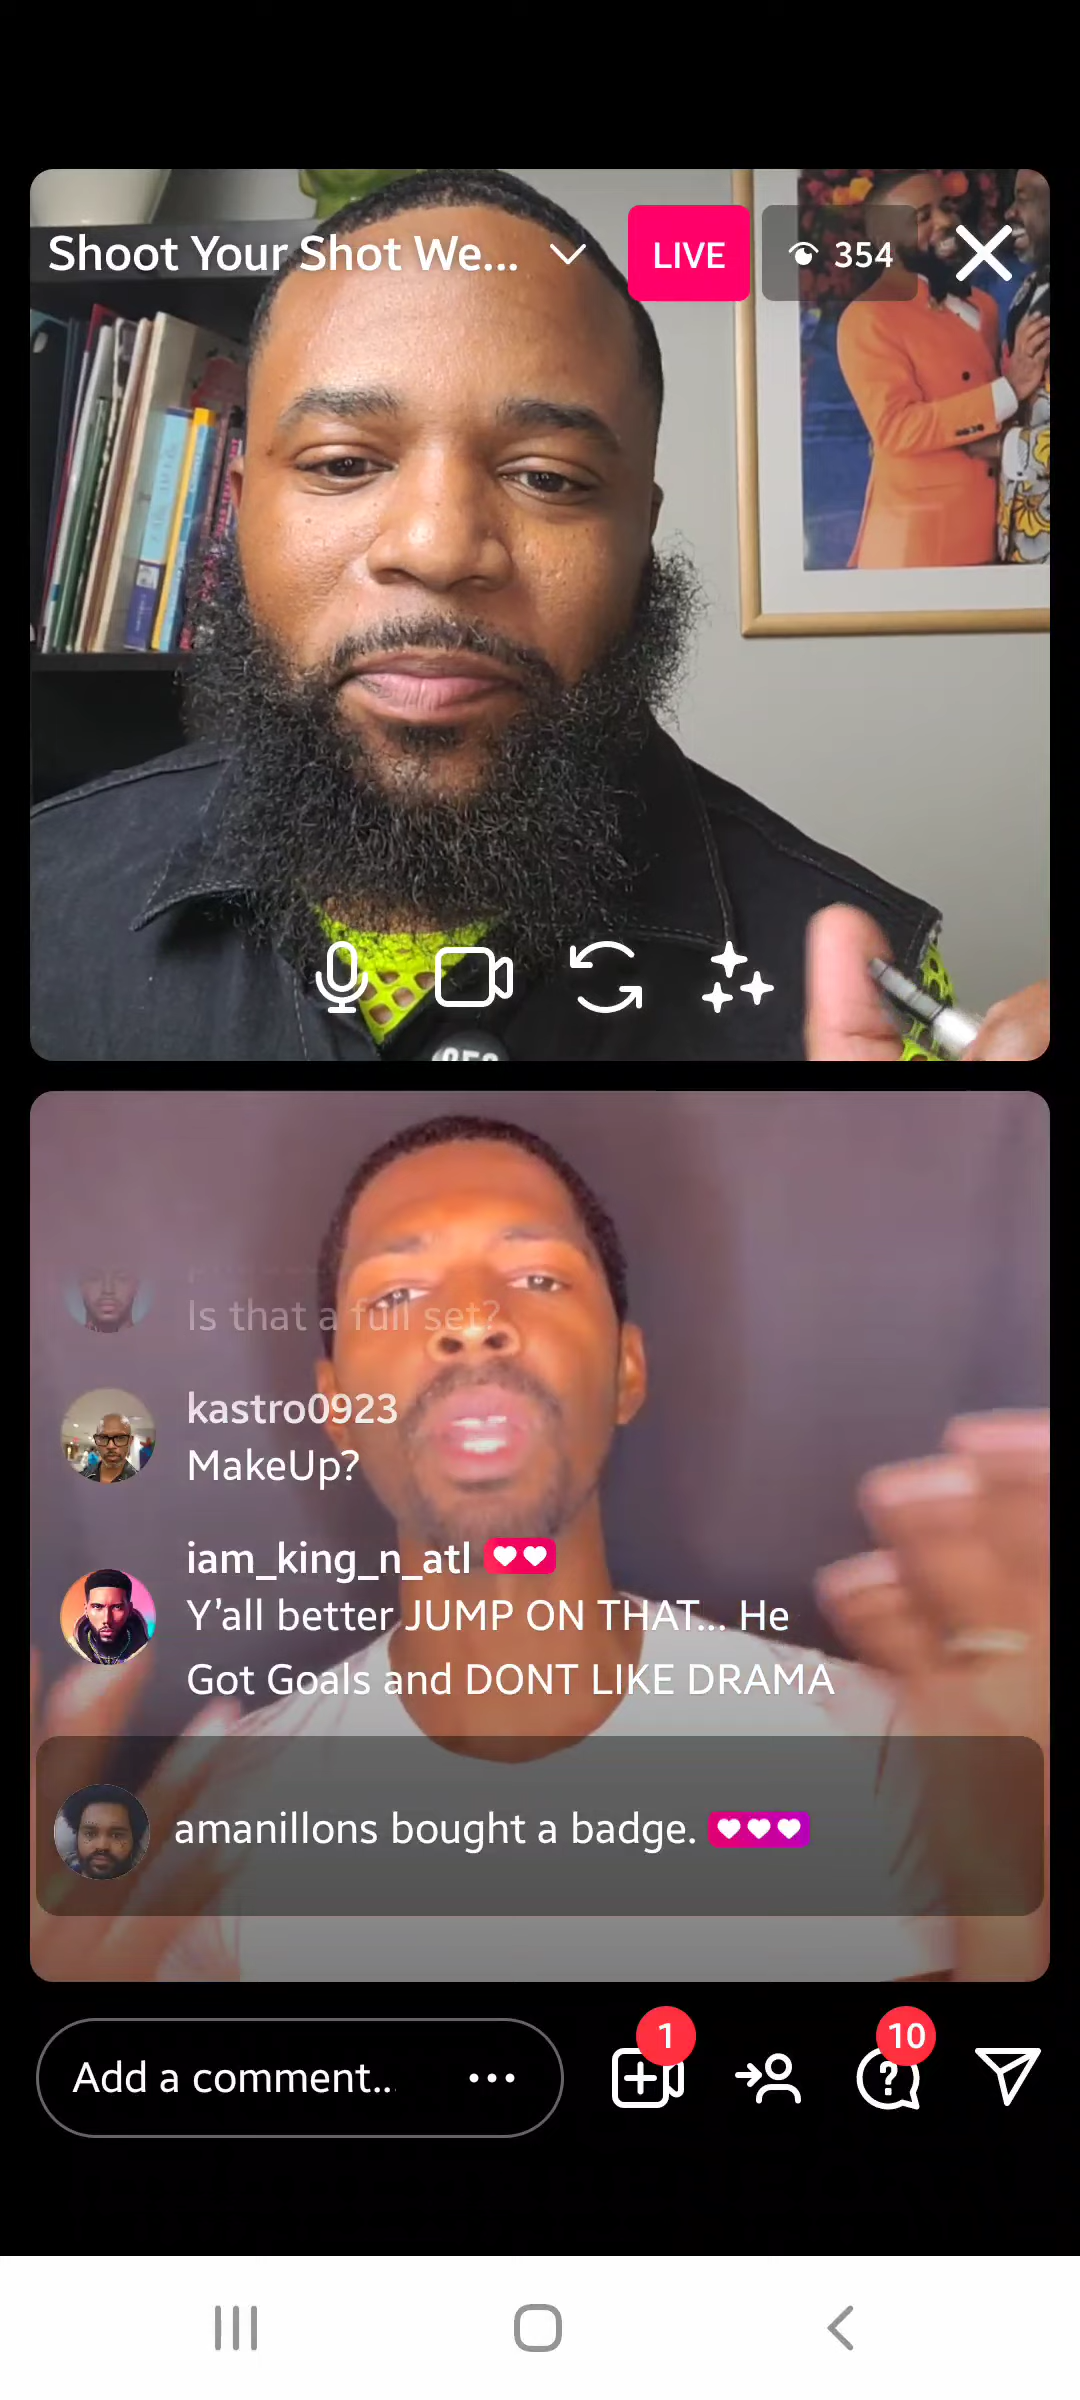 Shoot Your Shot We...
LIVE
354
Is that a full set?
kastro0923
MakeUp?
iam_king_n_atl
Y'all better JUMP ON THAT... He
Got Goals and DONT LIKE DRAMA
amanillons bought a badge.
Add a comment...
1
10